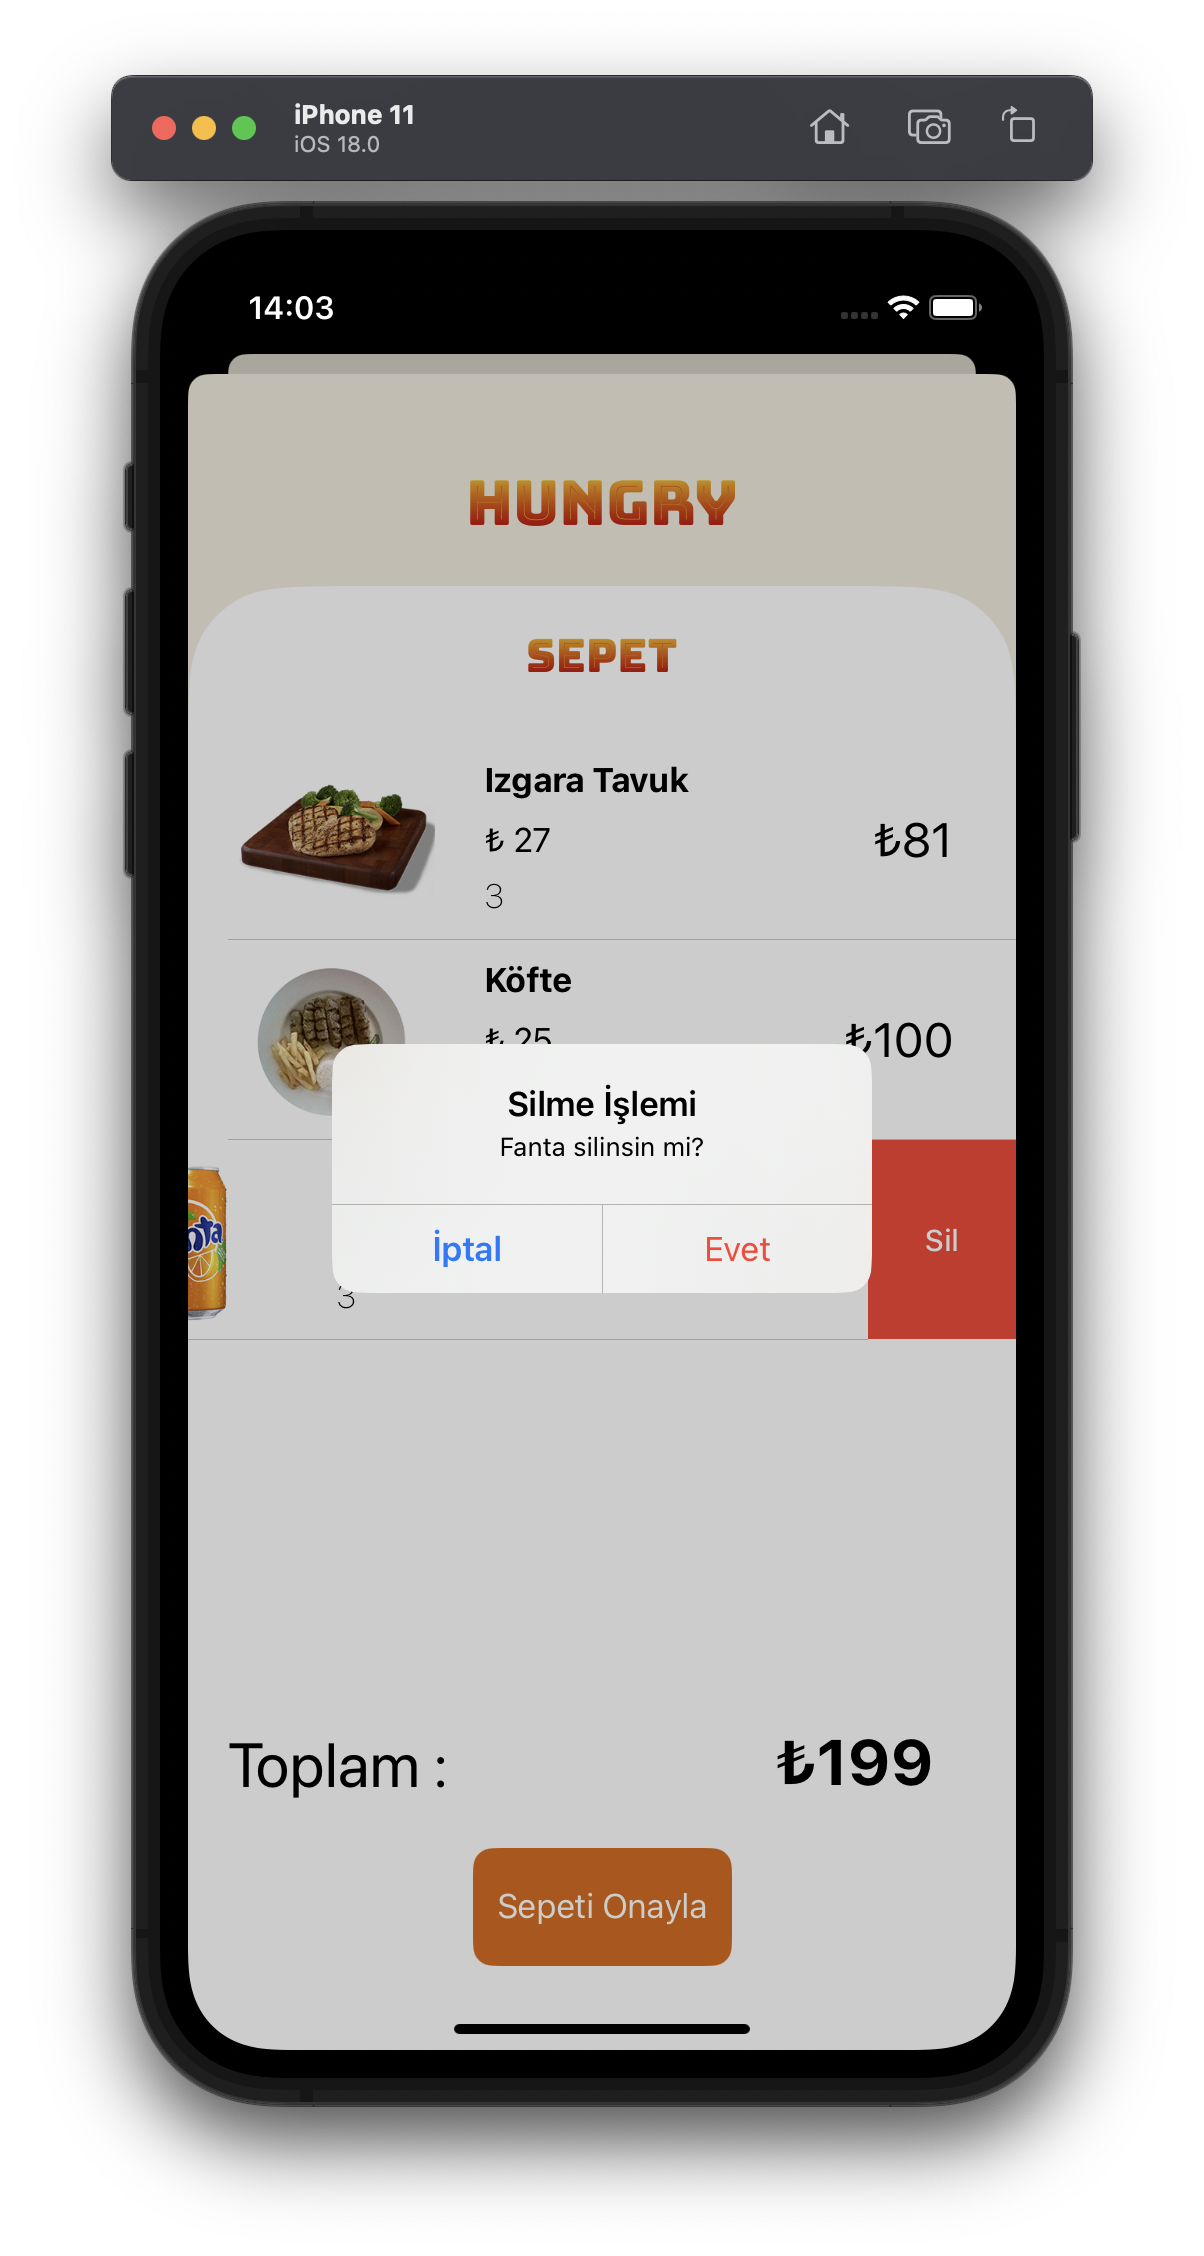 iPhone 11
iOS 18.0
14:03
HUNGRY
SEPET
Izgara Tavuk
₺ 27
₺81
3
Köfte
₺ 25
₺100
Silme İşlemi
Fanta silinsin mi?
İptal
Evet
Sil
3
Toplam :
₺199
Sepeti Onayla